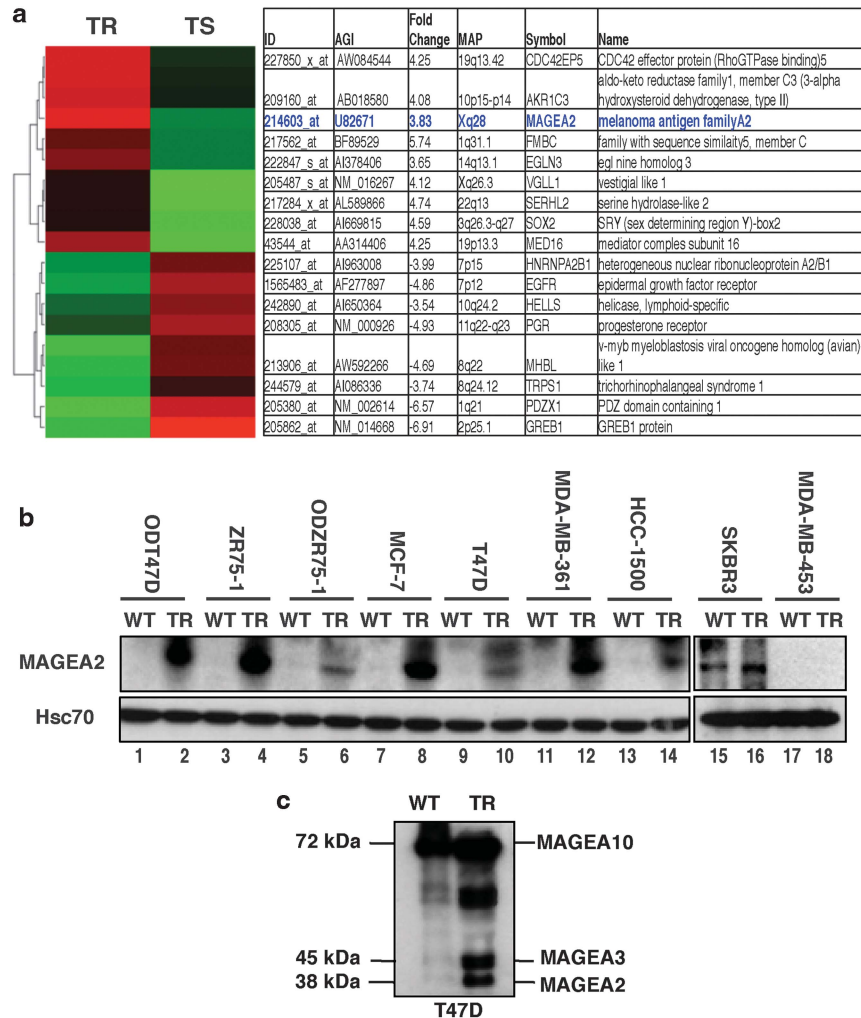 a
TR TS
ID AGI Fold Change MAP Symbol Name
227850_x_at AW084544 4.25 19q13.42 CDC42EP5 CDC42 effector protein (RhoGTPase binding)5
209160_at AB018580 4.08 10p15-p14 AKR1C3 aldo-keto reductase family1, member C3 (3-alpha hydroxysteroid dehydrogenase, type II)
214603_at U82671 3.83 Xq28 MAGEA2 melanoma antigen familyA2
217562_at BF89529 5.74 1q31.1 FMBC family with sequence similaity5, member C
222847_s_at AI378406 3.65 14q13.1 EGLN3 egl nine homolog 3
205487_s_at NM_016267 4.12 Xq26.3 VGLL1 vestigial like 1
217284_x_at AL589866 4.74 22q13 SERHL2 serine hydrolase-like 2
228038_at AI669815 4.59 3q26.3-q27 SOX2 SRY (sex determining region Y)-box2
43544_at AA314406 4.25 19p13.3 MED16 mediator comples subunit 16
225107_at AI963008 -3.99 7p15 HNRNPA2B1 heterogeneous nuclear ribonucleoprotein A2/B1
1565483_at AF277897 -4.86 7p12 EGFR epidermal growth factor receptor
242890_at AI650364 -3.54 10q24.2 HELLS helicase, lymphoid-specific
208305_at NM_000926 -4.93 11q22-q23 PGR progesterone receptor
213906_at AW592266 -4.69 8q22 MHBL v-myb myeloblastosis viral oncogene homolog (avian) like 1
244579_at AI086336 -3.74 8q24.12 TRPS1 trichorhinophalangeal syndrome 1
205380_at NM_002614 -6.57 1q21 PDZX1 PDZ domain containing 1
205862_at NM_014668 -6.91 2p25.1 GREB1 GREB1 protein
b
ODT47D ZR75-1 ODZR75-1 MCF-7 T47D MDA-MB-361 HCC-1500 SKBR3 MDA-MB-453
WT TR WT TR WT TR WT TR WT TR WT TR WT TR WT TR WT TR
MAGEA2
Hsc70
1 2 3 4 5 6 7 8 9 10 11 12 13 14 15 16 17 18
c
WT TR
72 kDa MAGEA10
45 kDa MAGEA3
38 kDa MAGEA2
T47D